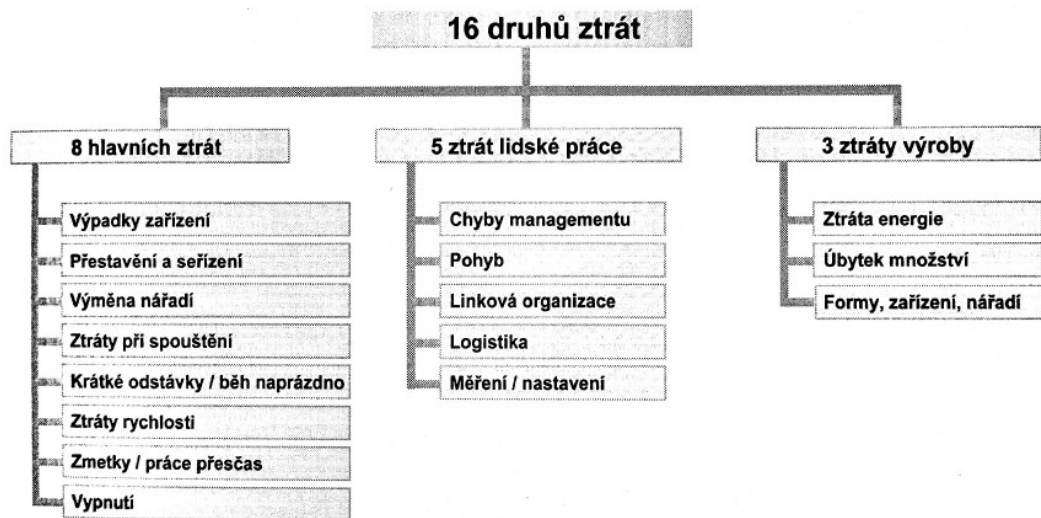 16 druhů ztrát
8 hlavních ztrát
Výpadky zařízení
Přestavění a seřízení
Výměna nářadí
Ztráty při spouštění
Krátké odstávky / běh naprázdno
Ztráty rychlosti
Zmetky / práce přesčas
Vypnutí
5 ztrát lidské práce
Chyby managementu
Pohyb
Linková organizace
Logistika
Měření / nastavení
3 ztráty výroby
Ztráta energie
Úbytek množství
Formy, zařízení, nářadí